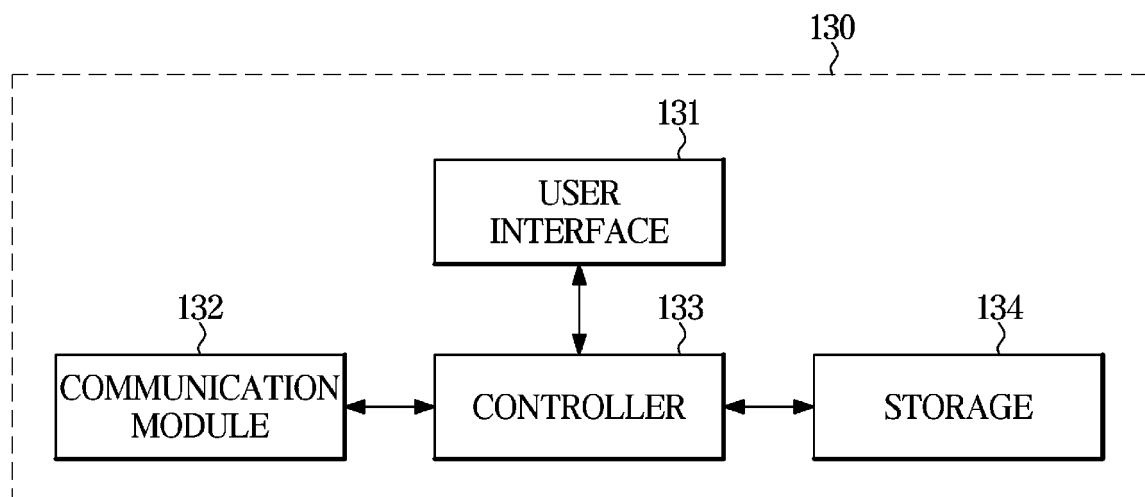 130
131
USER
INTERFACE
132
133
134
COMMUNICATION
MODULE
CONTROLLER
STORAGE